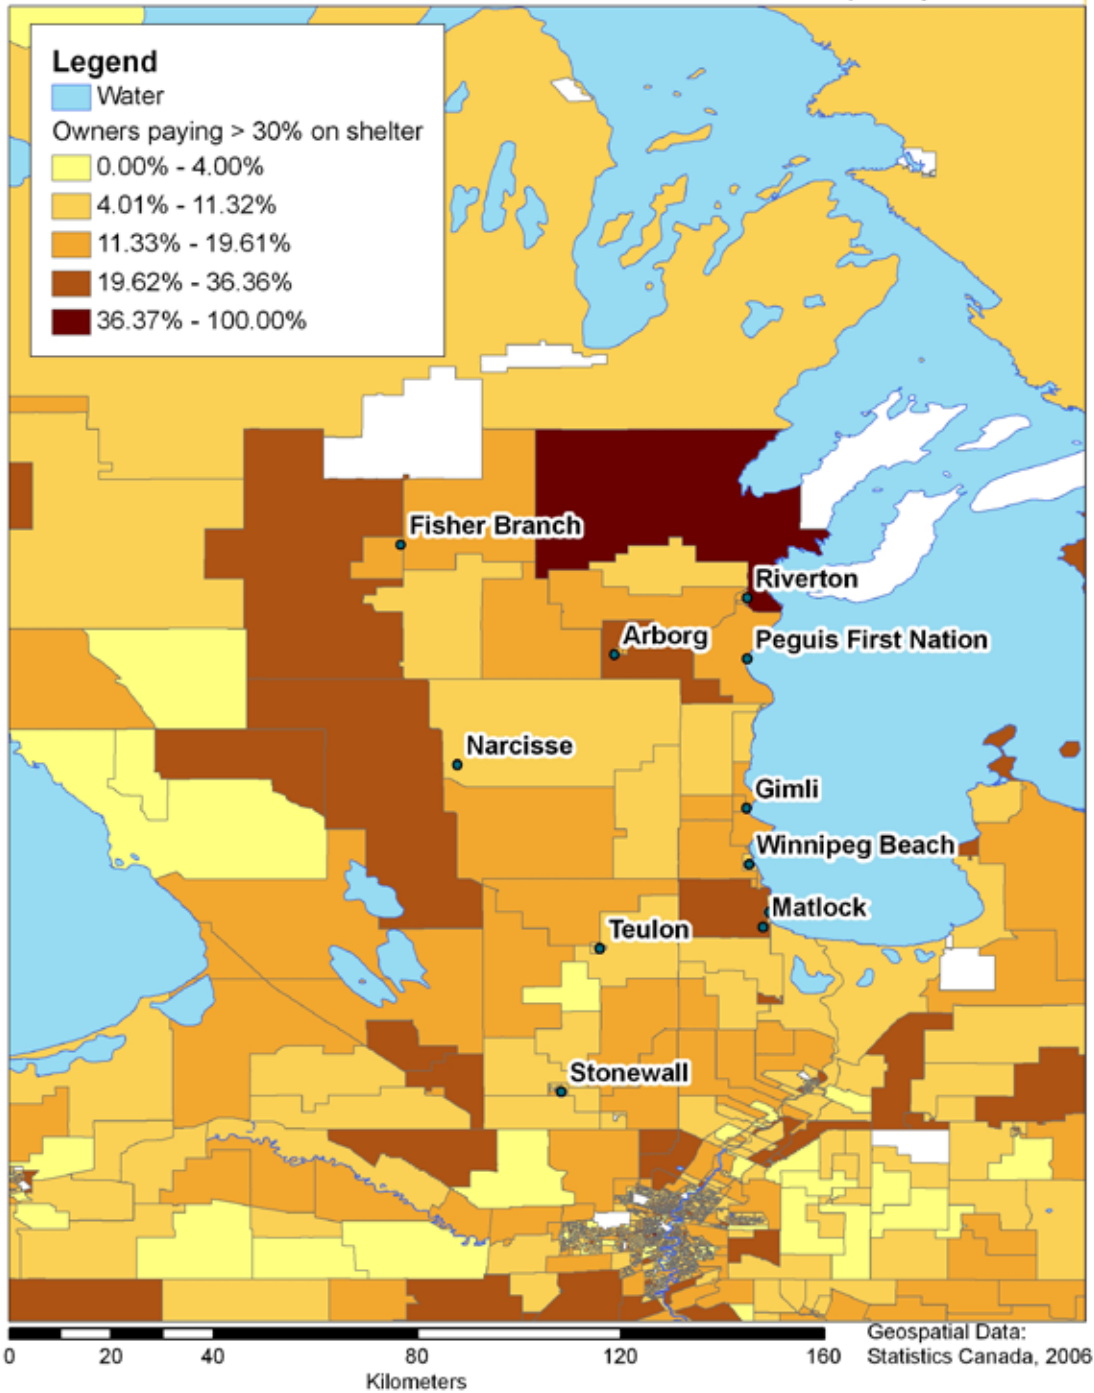 Legend
Water
Owners paying > 30% on shelter
0.00% - 4.00%
4.01% - 11.32%
11.33% - 19.61%
19.62% - 36.36%
36.37% - 100.00%
Fisher Branch
Riverton
Arborg
Peguis First Nation
Narcisse
Gimli
Winnipeg Beach
Matlock
Teulon
Stonewall
0 20 40 80 120 160
Kilometers
Geospatial Data:
Statistics Canada, 2006